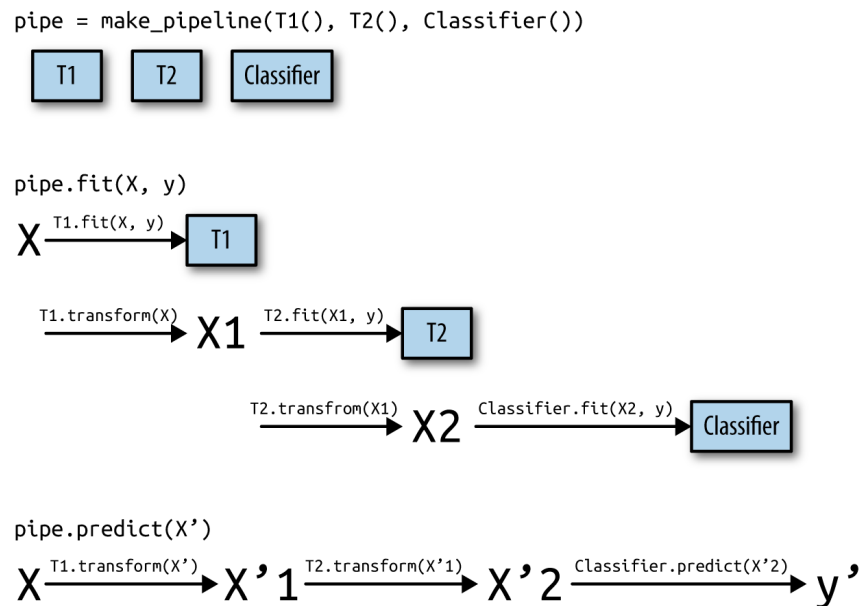 pipe = make_pipeline(T1(), T2(), Classifier())
T1 T2 Classifier
pipe.fit(X, y)
X T1.fit(X, y) T1
T1.transform(X) X1 T2.fit(X1, y) T2
T2.transfrom(X1) X2 Classifier.fit(X2, y) Classifier
pipe.predict(X’)
X T1.transform(X’) X’1 T2.transform(X’1) X’2 Classifier.predict(X’2) y’